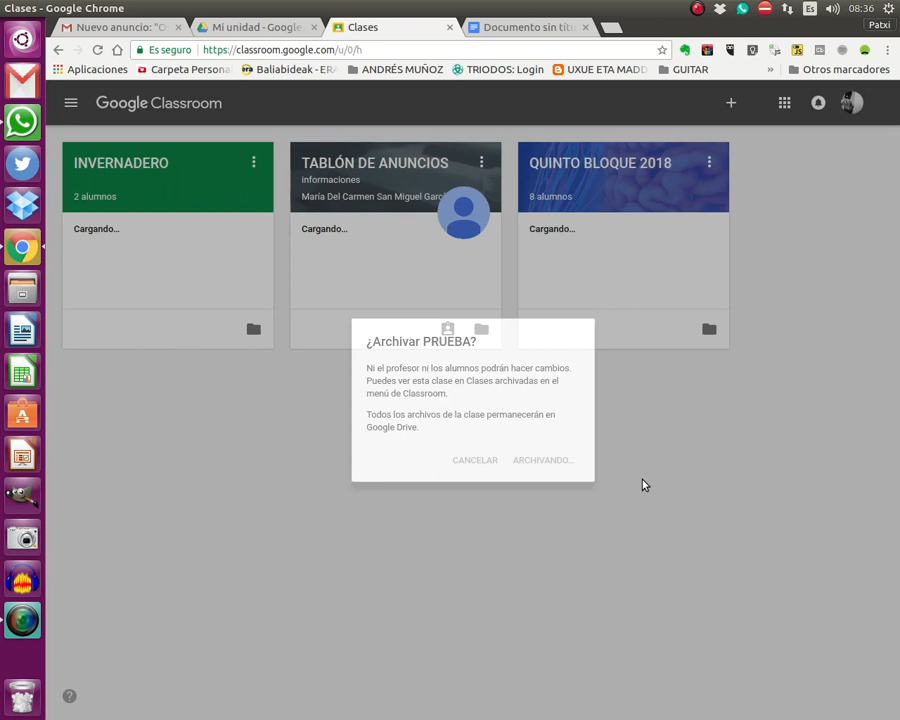 Clases - Google Chrome
Es
08:36
Nuevo anuncio: "O
Mi unidad - Google
Clases
Documento sin tít
Patxi
Es seguro
https://classroom.google.com/u/0/h
Aplicaciones
Carpeta Persona
Baliabideak - ERA
ANDRÉS MUÑOZ
TRIODOS: Login
UXUE ETA MADD
GUITAR
»
Otros marcadores
Google Classroom
INVERNADERO
2 alumnos
Cargando...
TABLÓN DE ANUNCIOS
informaciones
María Del Carmen San Miguel Garc
Cargando...
QUINTO BLOQUE 2018
8 alumnos
Cargando...
¿Archivar PRUEBA?
Ni el profesor ni los alumnos podrán hacer cambios.
Puedes ver esta clase en Clases archivadas en el
menú de Classroom.
Todos los archivos de la clase permanecerán en
Google Drive.
CANCELAR
ARCHIVANDO...